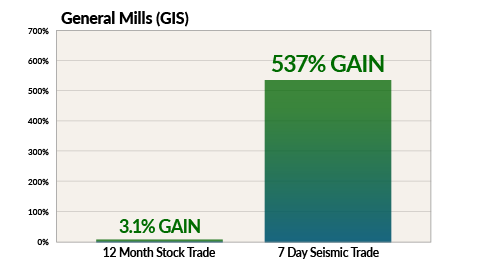 General Mills (GIS)
700%
600%
537% GAIN
500%
400%
300%
200%
100%
3.1% GAIN
0%
12 Month Stock Trade
7 Day Seismic Trade